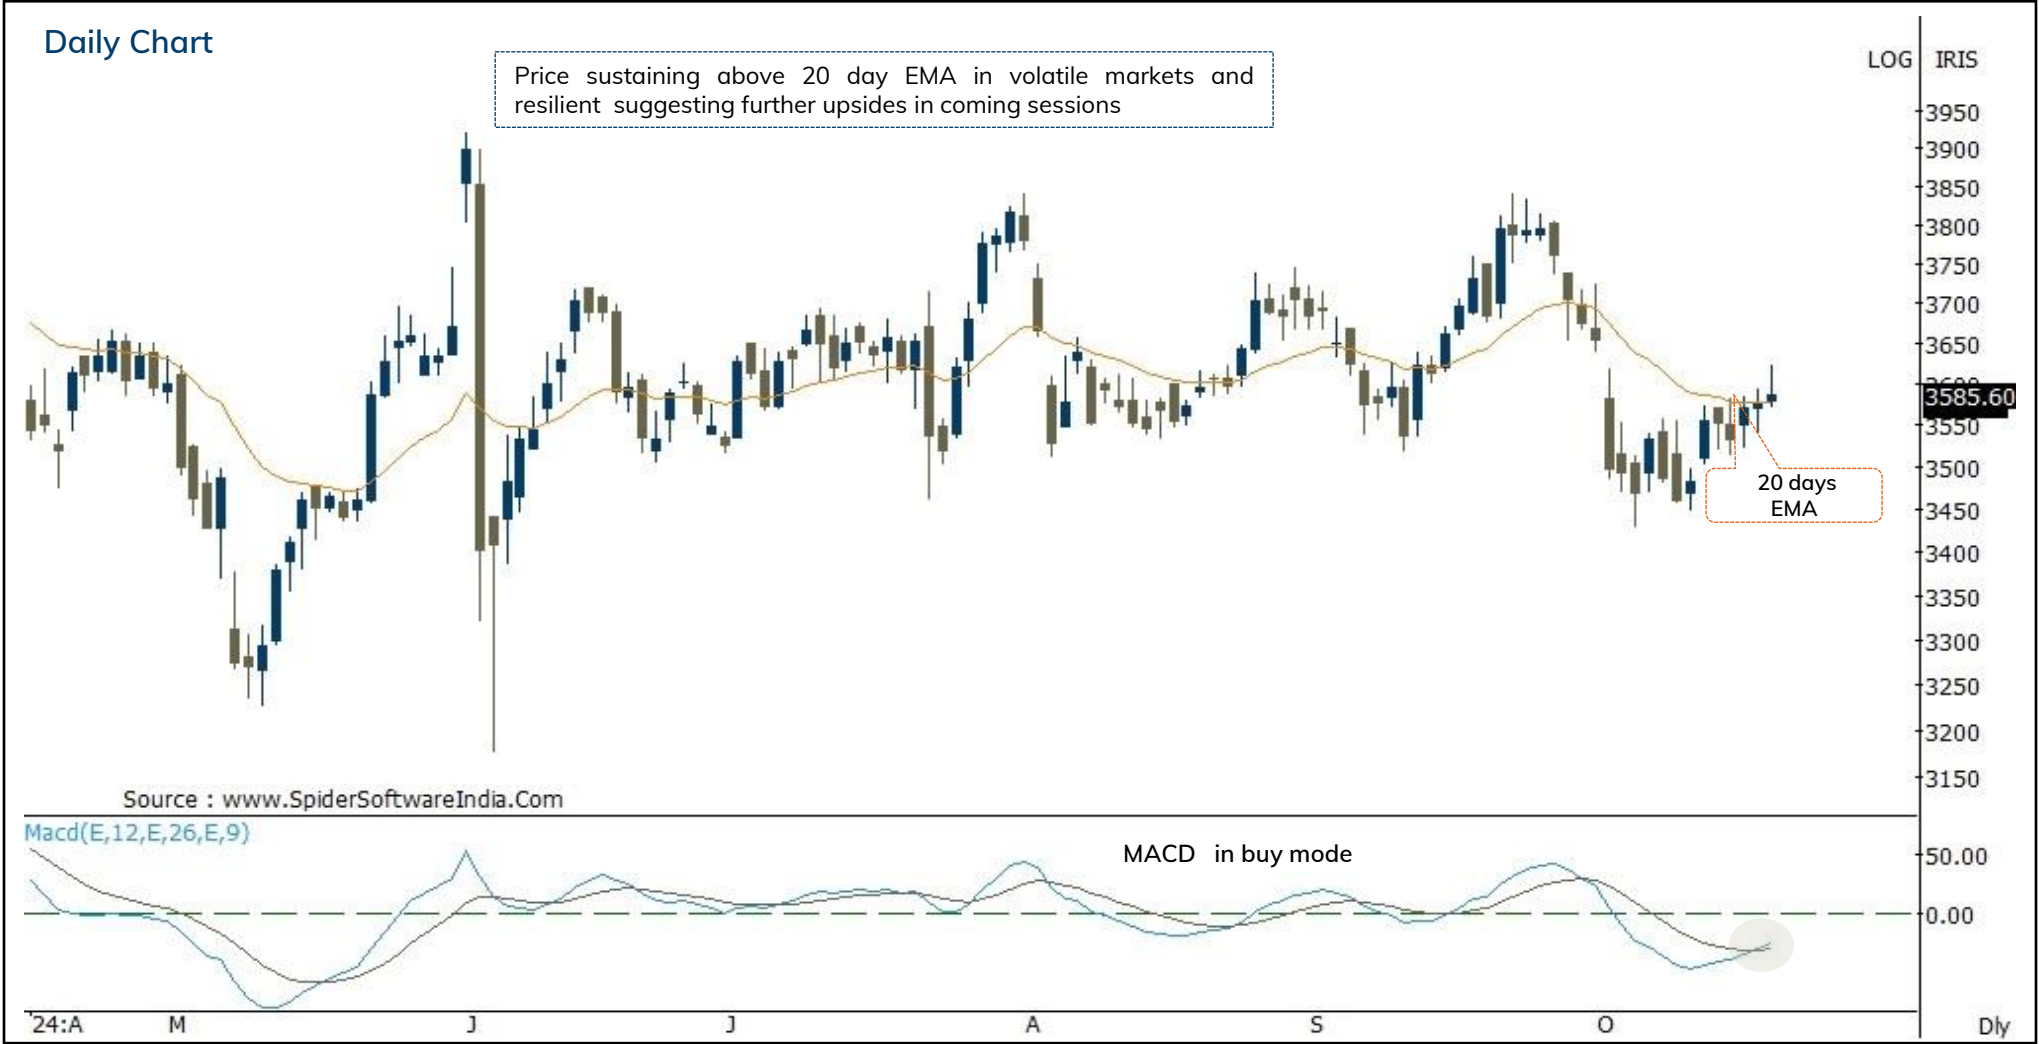 Daily Chart
Price sustaining above 20 day EMA in volatile markets and
resilient suggesting further upsides in coming sessions
LOG IRIS
3950
3900
3850
3800
3750
3700
3650
3600
3585.60
3550
3500
3450
3400
3350
3300
3250
3200
3150
20 days
EMA
Source : www.SpiderSoftwareIndia.Com
Macd(E,12,E,26,E,9)
MACD in buy mode
50.00
0.00
24:A M J J A S O Dly